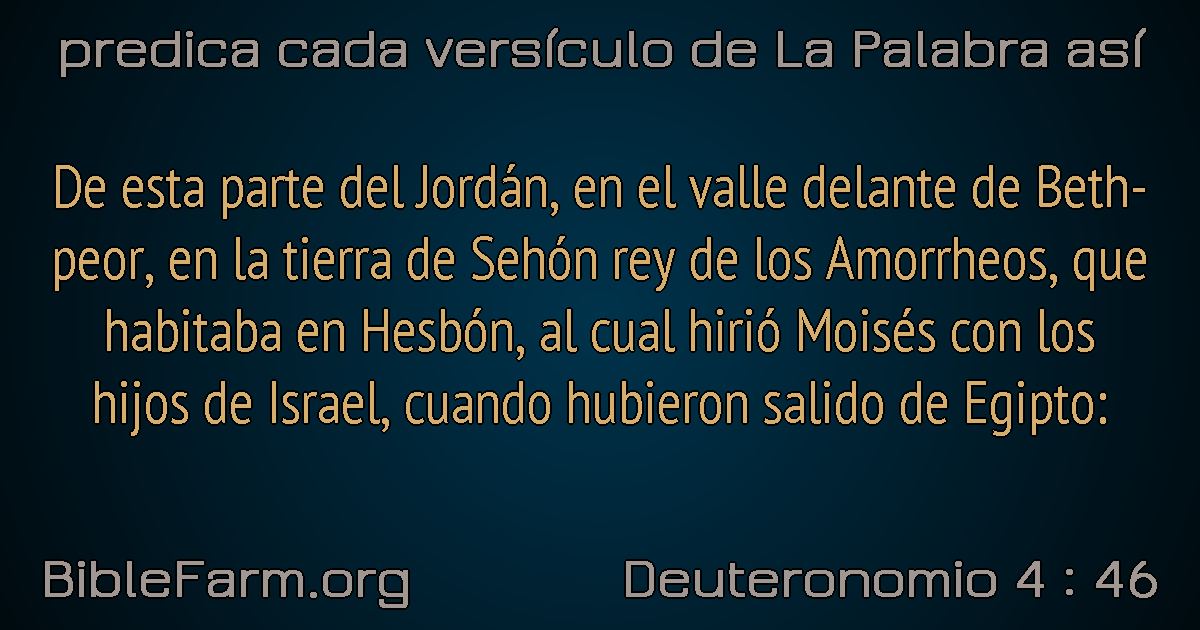 predica cada versículo de La Palabra así
De esta parte del Jordán, en el valle delante de Beth-
peor, en la tierra de Sehón rey de los Amorrheos, que
habitaba en Hesbón, al cual hirió Moisés con los
hijos de Israel, cuando hubieron salido de Egipto:
BibleFarm.org
Deuteronomio 4 : 46